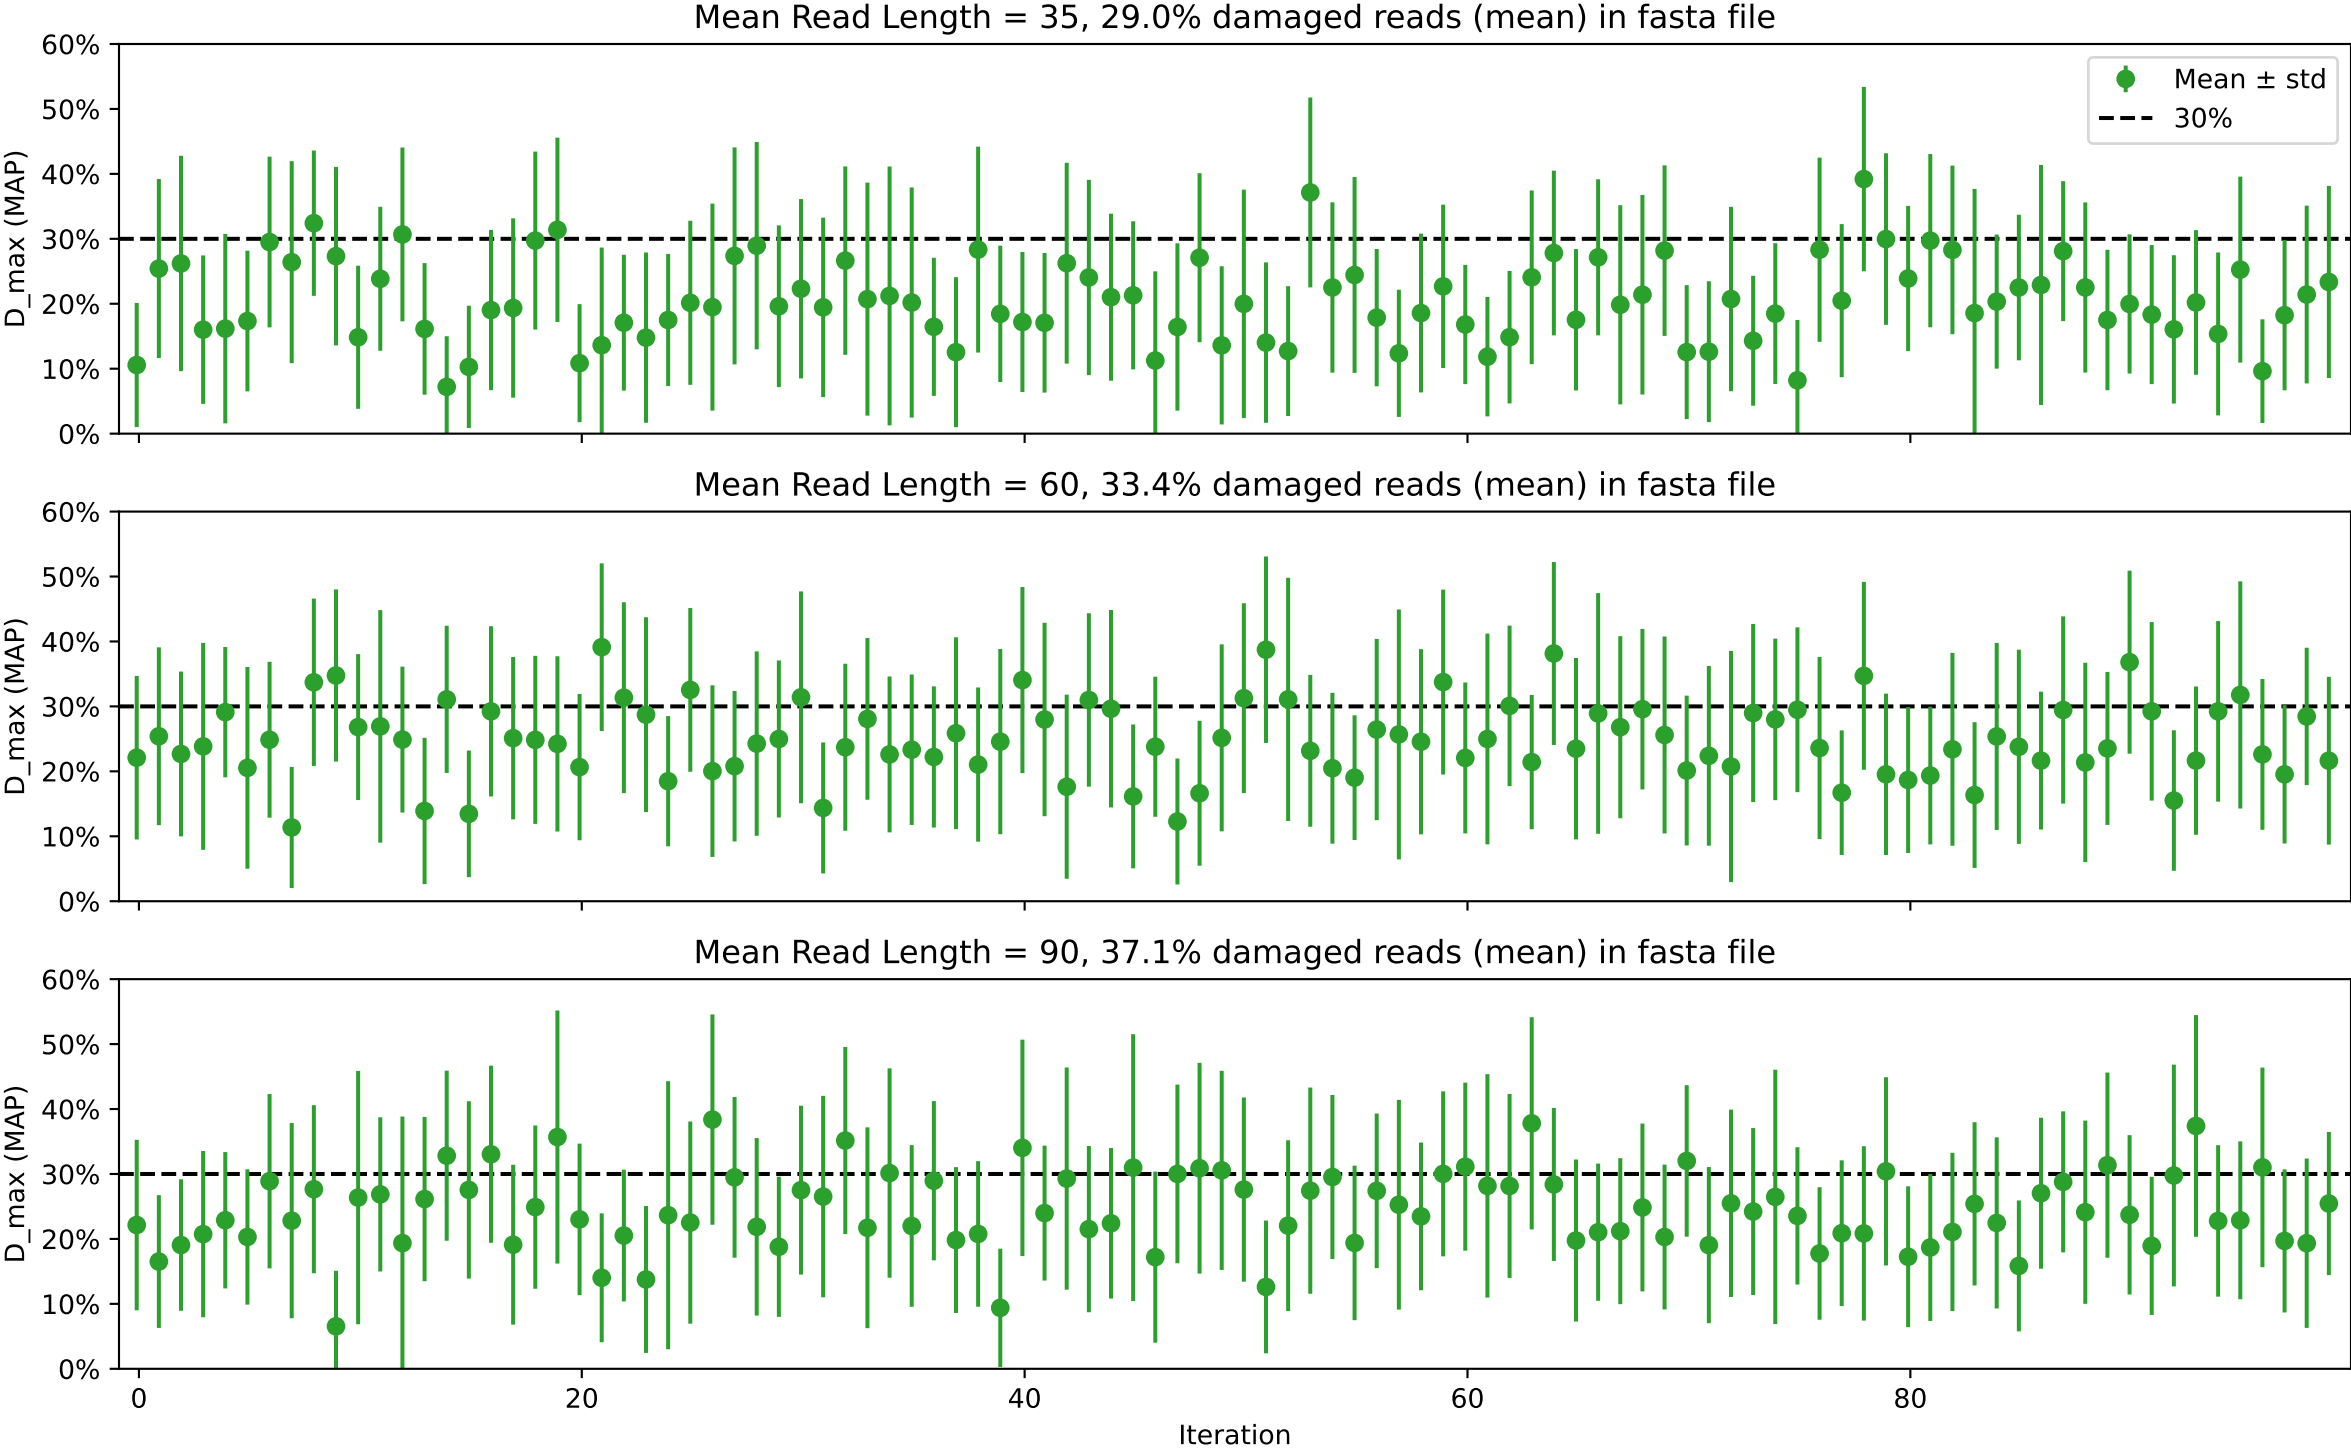 Mean Read Length = 35, 29.0% damaged reads (mean) in fasta file
60%
50%
40%
30%
20%
10%
0%
D_max (MAP)
Mean ± std
30%
Mean Read Length = 60, 33.4% damaged reads (mean) in fasta file
60%
50%
40%
30%
20%
10%
0%
D_max (MAP)
Mean Read Length = 90, 37.1% damaged reads (mean) in fasta file
60%
50%
40%
30%
20%
10%
0%
D_max (MAP)
0 20 40 60 80
Iteration